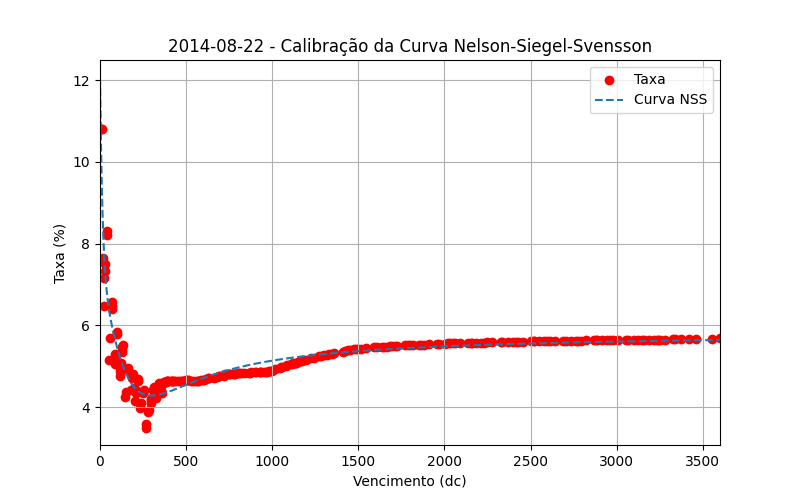 2014-08-22 - Calibração da Curva Nelson-Siegel-Svensson
Taxa
Curva NSS
Taxa (%)
12
10
8
6
4
0 500 1000 1500 2000 2500 3000 3500
Vencimento (dc)